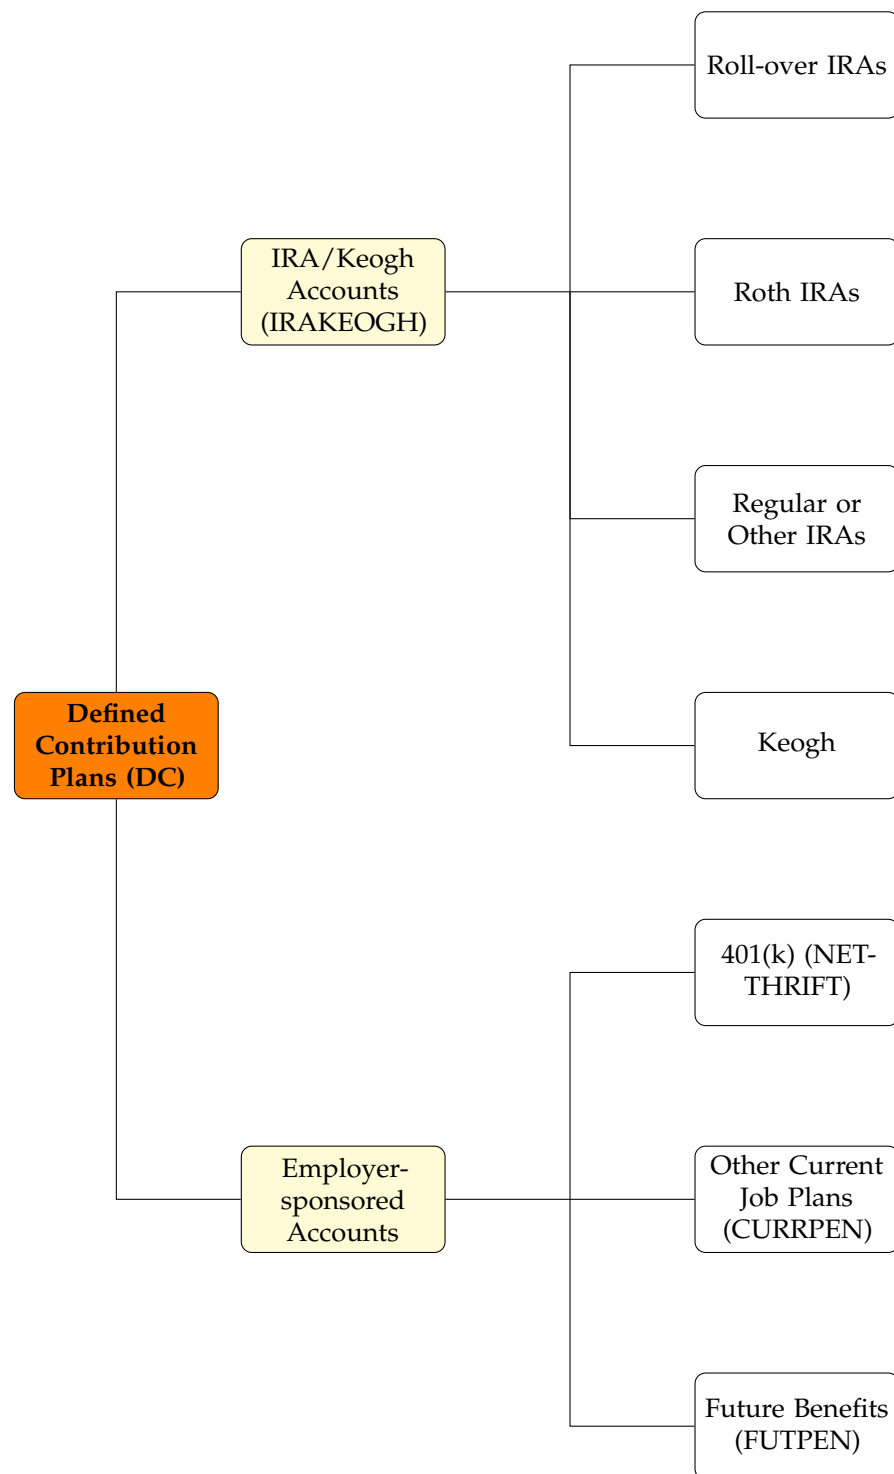 Roll-over IRAs
IRA/Keogh
Accounts
(IRAKEOGH)
Roth IRAs
Regular or
Other IRAs
Defined
Contribution
Plans (DC)
Keogh
401(k) (NET-
THRIFT)
Employer-
sponsored
Accounts
Other Current
Job Plans
(CURRPEN)
Future Benefits
(FUTPEN)